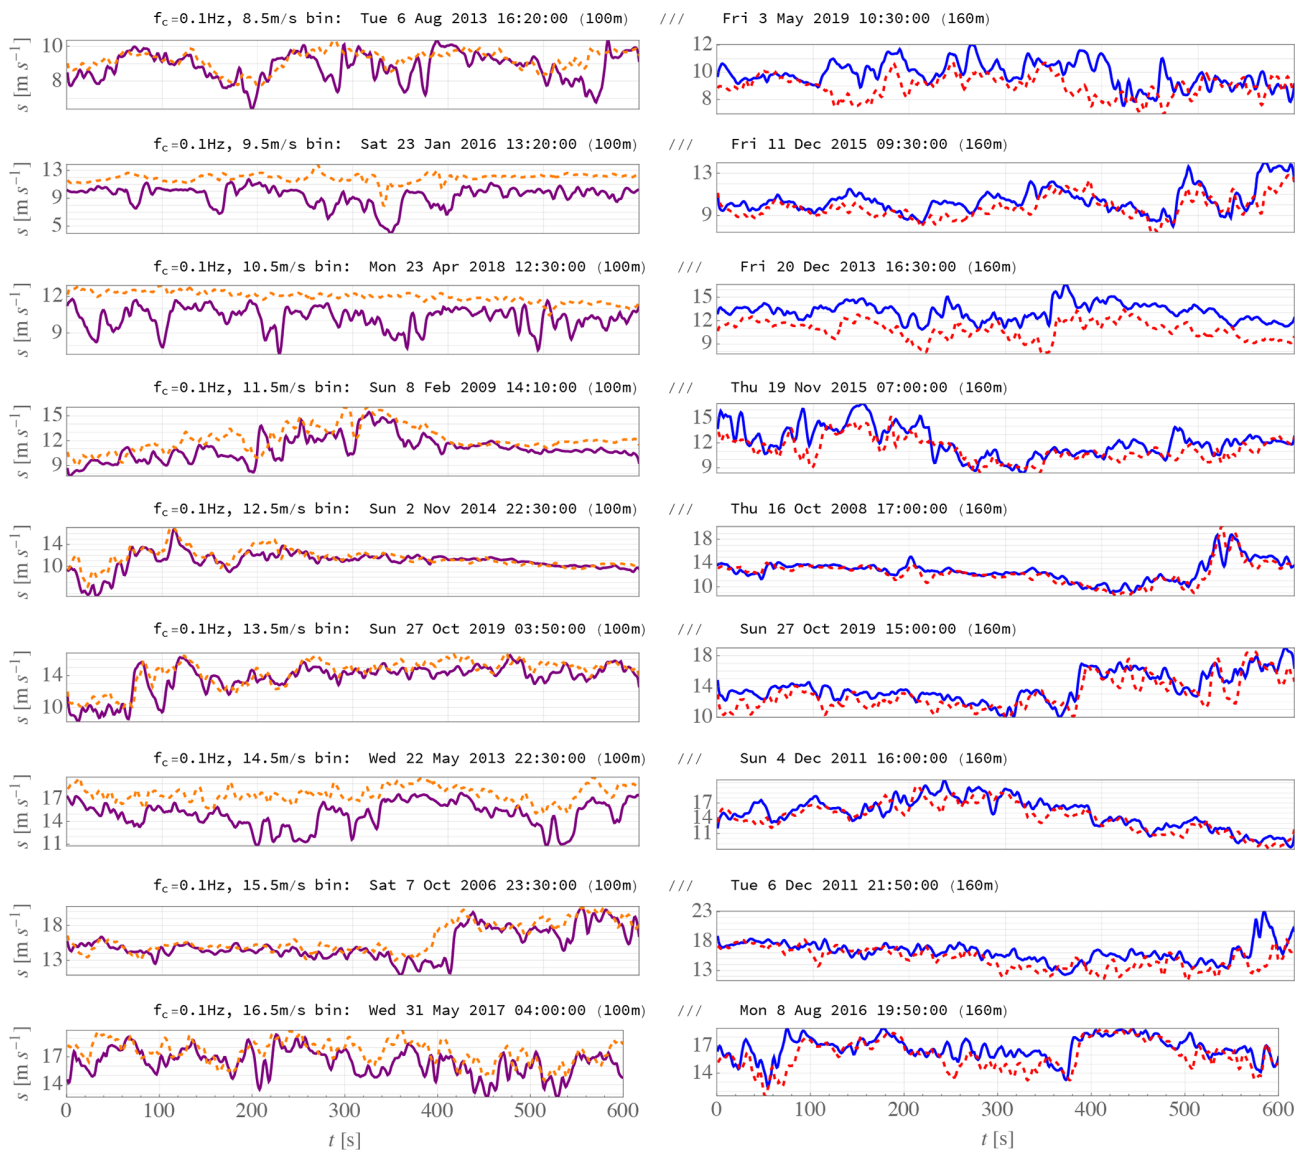 f_c=0.1Hz, 8.5m/s bin: Tue 6 Aug 2013 16:20:00 (100m) /// Fri 3 May 2019 10:30:00 (160m)
10
8
s [m s⁻¹]
12
10
8
f_c=0.1Hz, 9.5m/s bin: Sat 23 Jan 2016 13:20:00 (100m) /// Fri 11 Dec 2015 09:30:00 (160m)
13
9
5
s [m s⁻¹]
13
9
f_c=0.1Hz, 10.5m/s bin: Mon 23 Apr 2018 12:30:00 (100m) /// Fri 20 Dec 2013 16:30:00 (160m)
12
9
s [m s⁻¹]
15
12
9
f_c=0.1Hz, 11.5m/s bin: Sun 8 Feb 2009 14:10:00 (100m) /// Thu 19 Nov 2015 07:00:00 (160m)
15
12
9
s [m s⁻¹]
15
12
9
f_c=0.1Hz, 12.5m/s bin: Sun 2 Nov 2014 22:30:00 (100m) /// Thu 16 Oct 2008 17:00:00 (160m)
14
10
s [m s⁻¹]
18
14
10
f_c=0.1Hz, 13.5m/s bin: Sun 27 Oct 2019 03:50:00 (100m) /// Sun 27 Oct 2019 15:00:00 (160m)
14
10
s [m s⁻¹]
18
14
10
f_c=0.1Hz, 14.5m/s bin: Wed 22 May 2013 22:30:00 (100m) /// Sun 4 Dec 2011 16:00:00 (160m)
17
14
11
s [m s⁻¹]
17
14
11
f_c=0.1Hz, 15.5m/s bin: Sat 7 Oct 2006 23:30:00 (100m) /// Tue 6 Dec 2011 21:50:00 (160m)
18
13
s [m s⁻¹]
23
18
13
f_c=0.1Hz, 16.5m/s bin: Wed 31 May 2017 04:00:00 (100m) /// Mon 8 Aug 2016 19:50:00 (160m)
17
14
s [m s⁻¹]
17
14
0 100 200 300 400 500 600
0 100 200 300 400 500 600
t [s]
t [s]